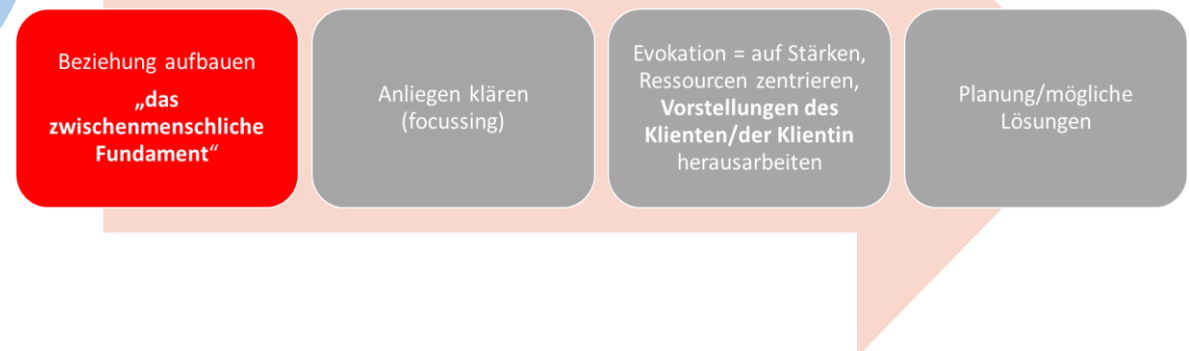 Beziehung aufbauen
„das
zwischenmenschliche
Fundament“
Anliegen klären
(focussing)
Evokation = auf Stärken,
Ressourcen zentrieren,
Vorstellungen des
Klienten/der Klientin
herausarbeiten
Planung/mögliche
Lösungen